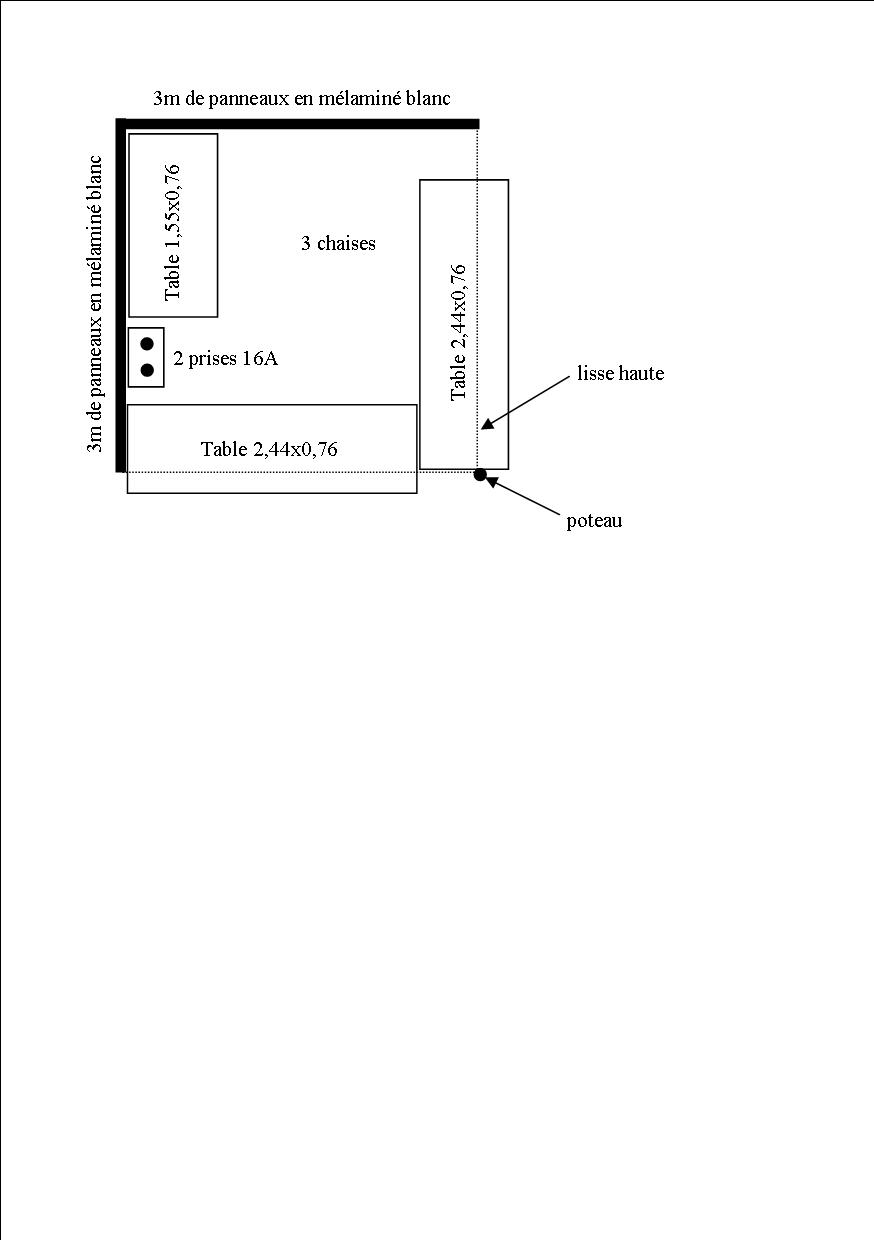 3m de panneaux en mélaminé blanc
3m de panneaux en mélaminé blanc
Table 1,55x0,76
3 chaises
Table 2,44x0,76
2 prises 16A
lisse haute
Table 2,44x0,76
poteau